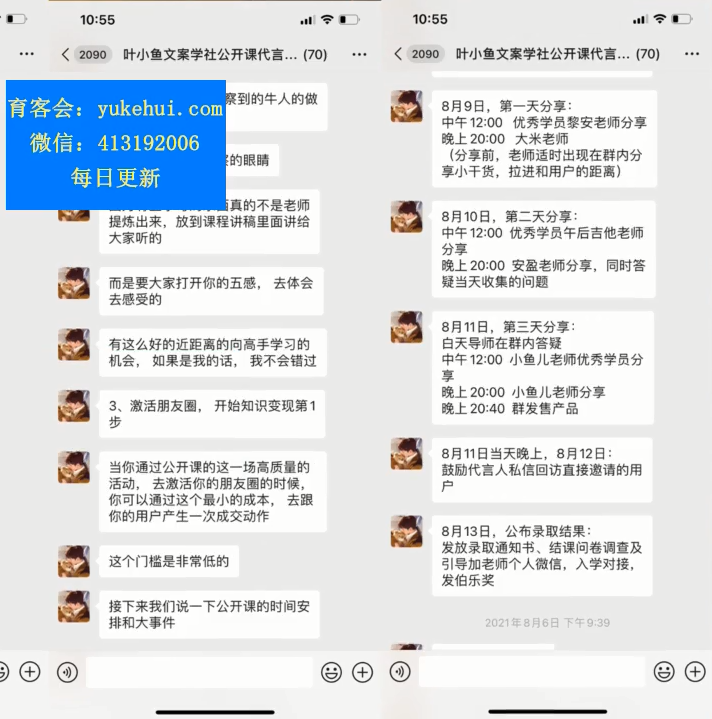 10:55
2090 叶小鱼文案学社公开课代言... (70)
育客会：yukehui.com
微信：413192006
每日更新
察到的牛人的做
察的眼睛
真的不是老师
提炼出来，放到课程讲稿里面讲给
大家听的
而是要大家打开你的五感， 去体会
去感受的
有这么好的近距离的向高手学习的
机会， 如果是我的话， 我不会错过
3、激活朋友圈， 开始知识变现第1
步
当你通过公开课的这一场高质量的
活动， 去激活你的朋友圈的时候，
你可以通过这个最小的成本， 去跟
你的用户产生一次成交动作
这个门槛是非常低的
接下来我们说一下公开课的时间安
排和大事件
10:55
2090 叶小鱼文案学社公开课代言... (70)
8月9日，第一天分享：
中午12:00 优秀学员黎安老师分享
晚上20:00 大米老师
（分享前，老师适时出现在群内分
享小干货，拉进和用户的距离）
8月10日，第二天分享：
中午12:00 优秀学员午后吉他老师
分享
晚上20:00 安盈老师分享，同时答
疑当天收集的问题
8月11日，第三天分享：
白天导师在群内答疑
中午12:00 小鱼儿老师优秀学员分
享
晚上20:00 小鱼儿老师分享
晚上20:40 群发售产品
8月11日当天晚上，8月12日：
鼓励代言人私信回访直接邀请的用
户
8月13日，公布录取结果：
发放录取通知书、结课问卷调查及
引导加老师个人微信，入学对接，
发伯乐奖
2021年8月6日 下午9:39